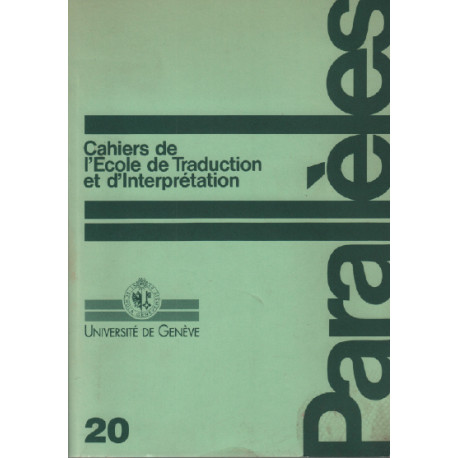 Parallèles
Cahiers de
l'Ecole de Traduction
et d'Interprétation
UNIVERSITÉ DE GENÈVE
20